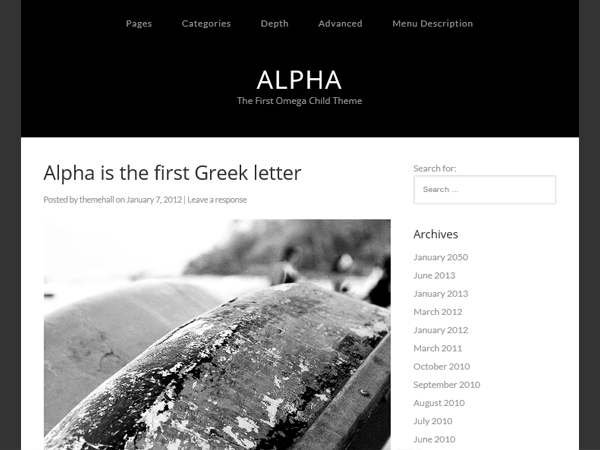 Pages Categories Depth Advanced Menu Description
ALPHA
The First Omega Child Theme
Alpha is the first Greek letter
Posted by themehall on January 7, 2012 | Leave a response
Search for:
Search ...
Archives
January 2050
June 2013
January 2013
March 2012
January 2012
March 2011
October 2010
September 2010
August 2010
July 2010
June 2010